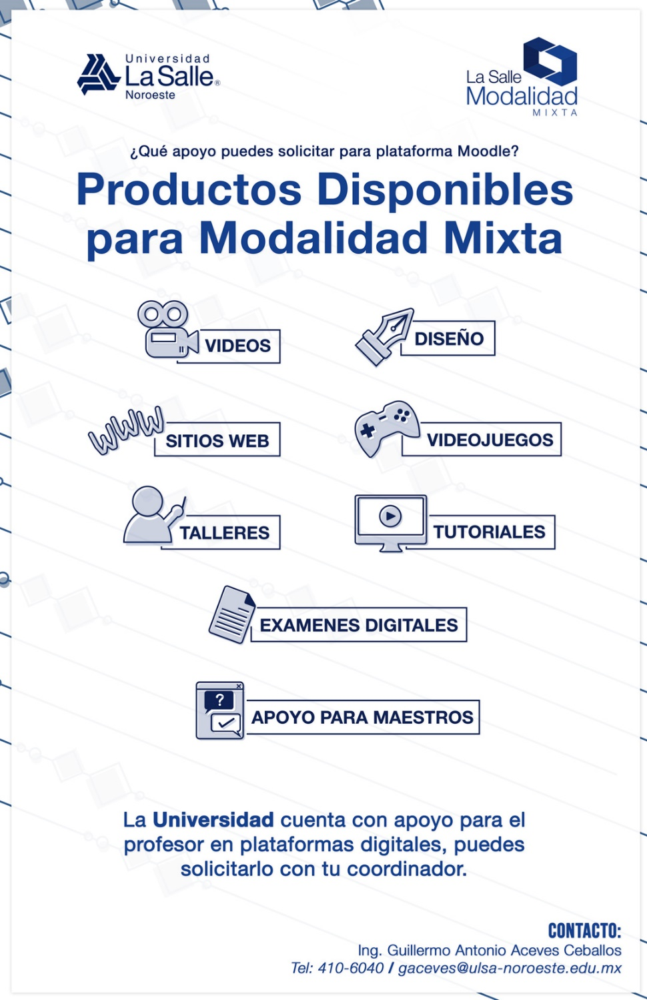 Universidad
La Salle®
Noroeste
La Salle
Modalidad
MIXTA
¿Qué apoyo puedes solicitar para plataforma Moodle?
Productos Disponibles
para Modalidad Mixta
VIDEOS
DISEÑO
WWW
SITIOS WEB
VIDEOJUEGOS
TALLERES
TUTORIALES
EXAMENES DIGITALES
?
APOYO PARA MAESTROS
La Universidad cuenta con apoyo para el
profesor en plataformas digitales, puedes
solicitarlo con tu coordinador.
CONTACTO:
Ing. Guillermo Antonio Aceves Ceballos
Tel: 410-6040 / gaceves@ulsa-noroeste.edu.mx